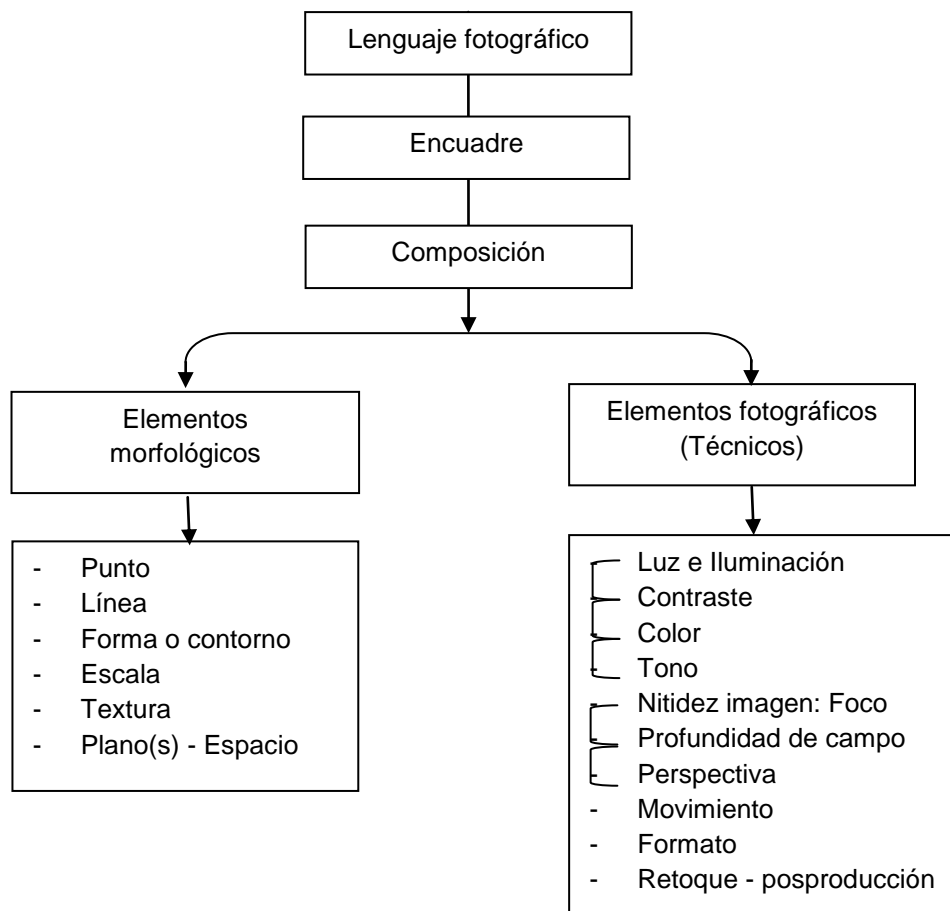 Lenguaje fotográfico
Encuadre
Composición
Elementos
morfológicos
Elementos fotográficos
(Técnicos)
- Punto
- Línea
- Forma o contorno
- Escala
- Textura
- Plano(s) - Espacio
- Luz e Iluminación
- Contraste
- Color
- Tono
- Nitidez imagen: Foco
- Profundidad de campo
- Perspectiva
- Movimiento
- Formato
- Retoque - posproducción